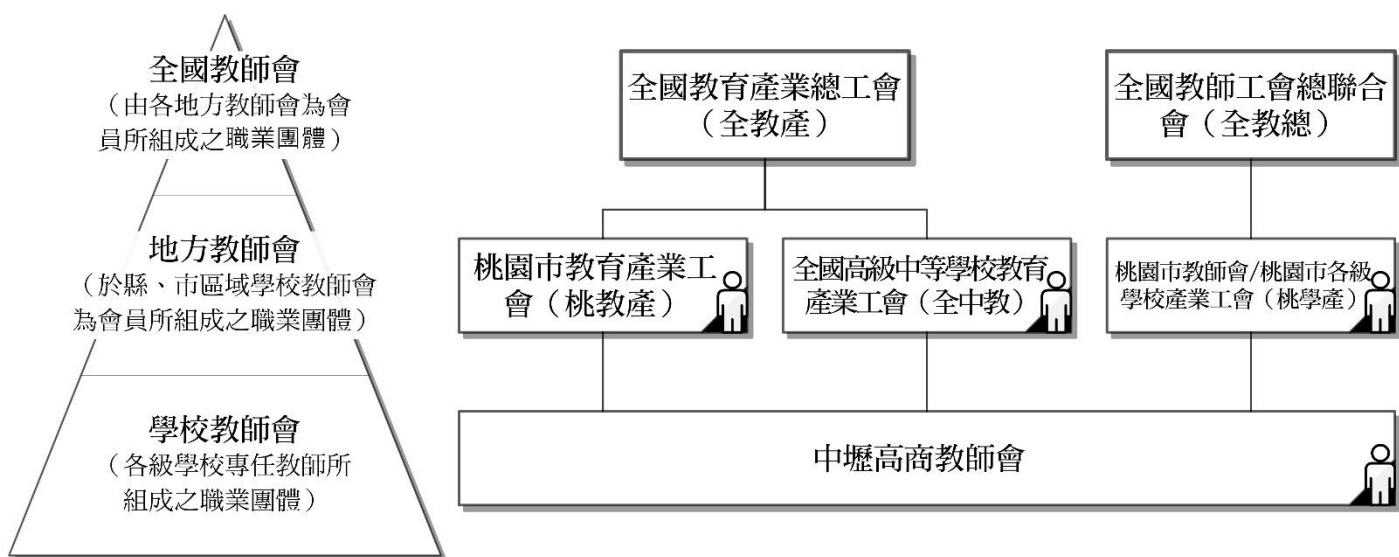 全國教師會
（由各地方教師會為會
員所組成之職業團體）
地方教師會
（於縣、市區域學校教師會
為會員所組成之職業團體）
學校教師會
（各級學校專任教師所
組成之職業團體）
全國教育產業總工會
（全教產）
全國教師工會總聯合
會（全教總）
桃園市教育產業工
會（桃教產）
全國高級中等學校教育
產業工會（全中教）
桃園市教師會/桃園市各級
學校產業工會（桃學產）
中壢高商教師會